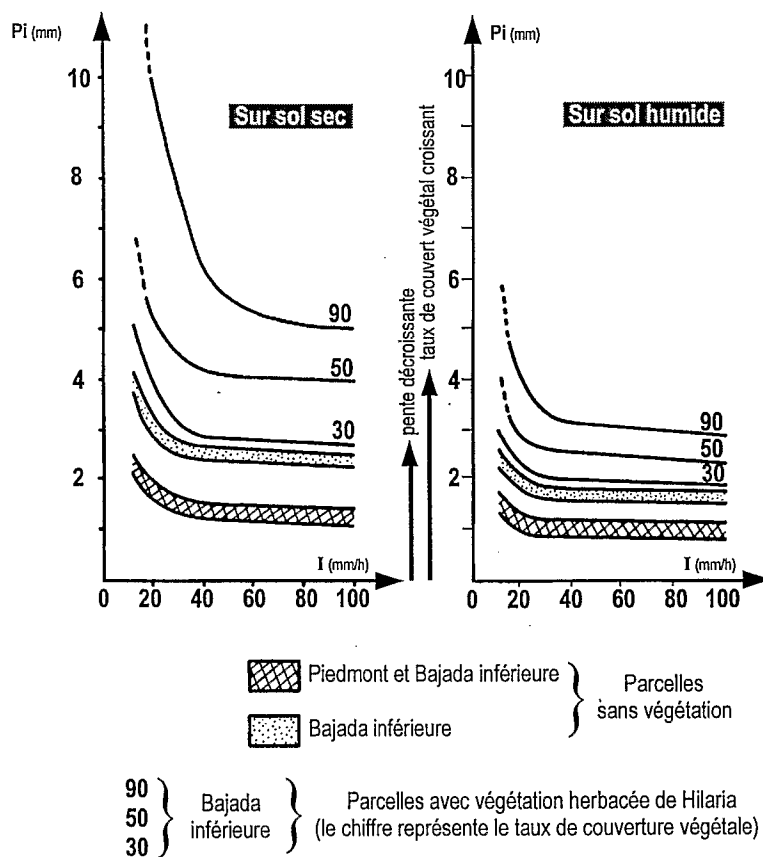 Pi (mm)
Sur sol sec
10
8
6
4
2
90
50
30
I (mm/h)
0 20 40 60 80 100
pente décroissante
taux de couvert végétal croissant
Pi (mm)
Sur sol humide
10
8
6
4
2
90
50
30
I (mm/h)
0 20 40 60 80 100
Piedmont et Bajada inférieure
Bajada inférieure
Parcelles
sans végétation
90
50
30
Bajada
inférieure
Parcelles avec végétation herbacée de Hilaria
(le chiffre représente le taux de couverture végétale)